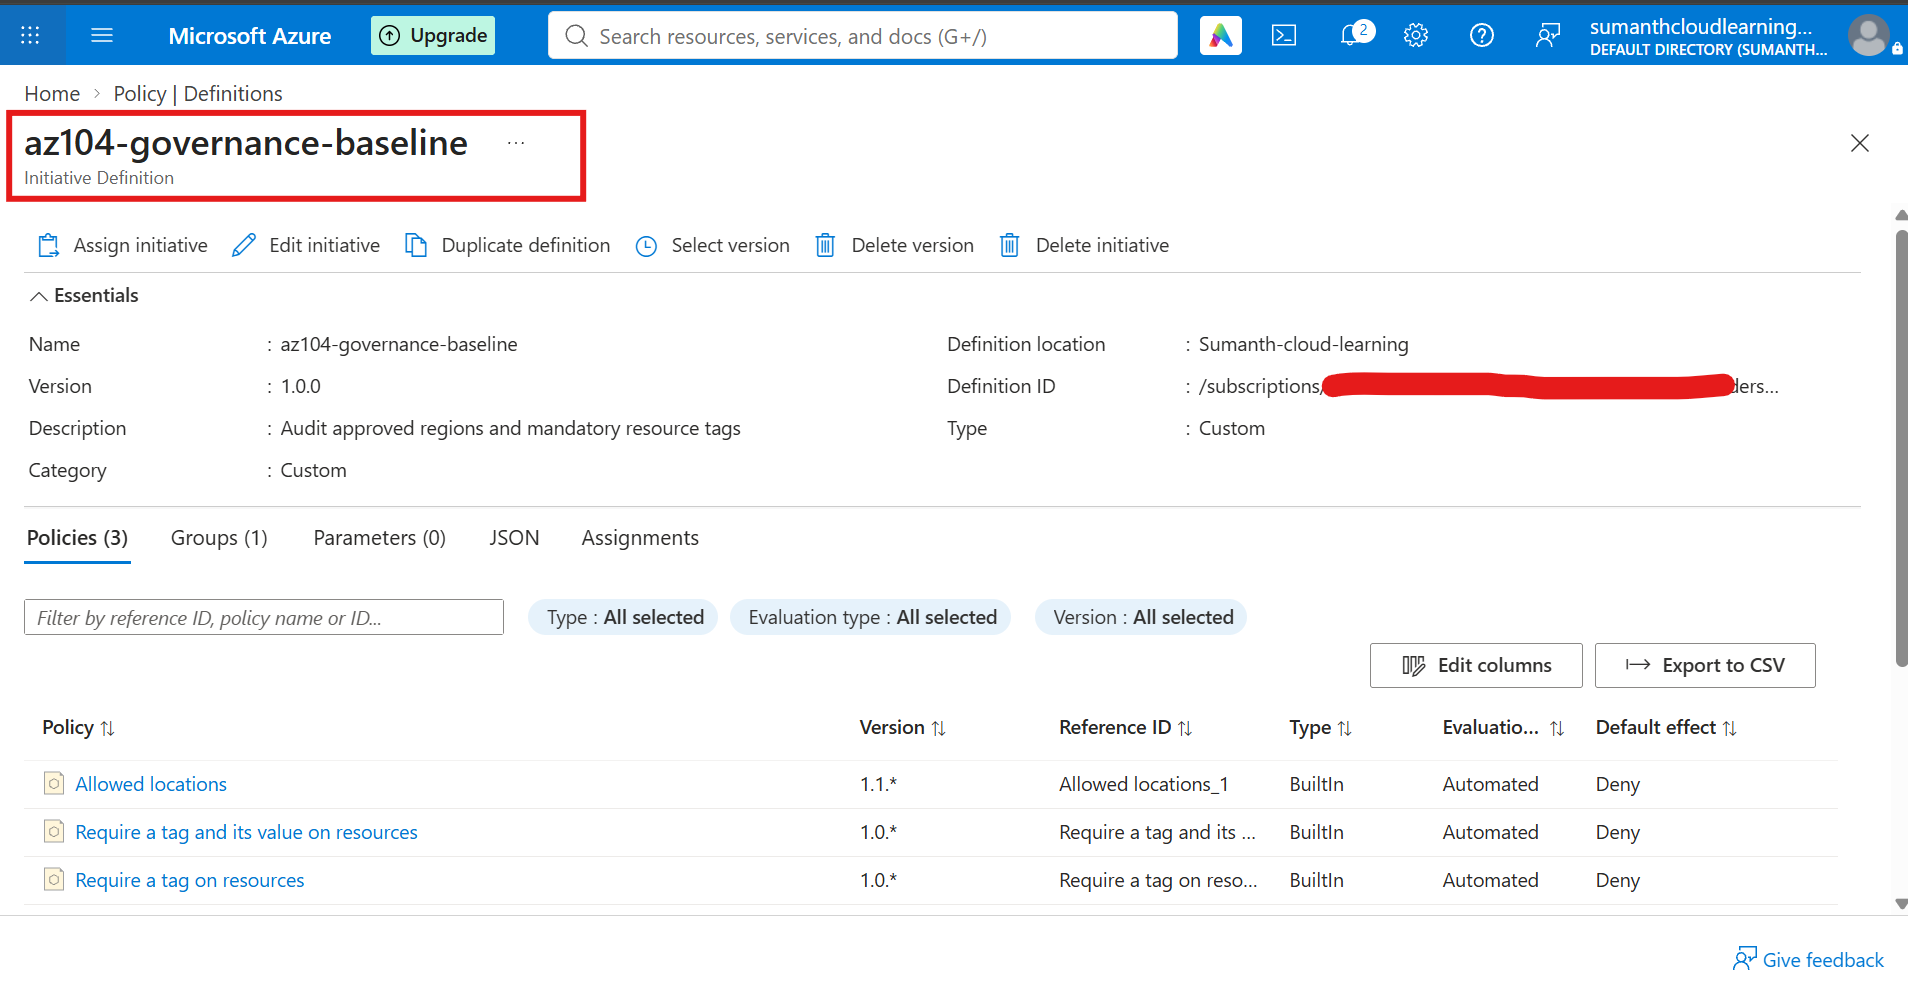 Microsoft Azure
Upgrade
Search resources, services, and docs (G+/)
2
sumanthcloudlearning...
DEFAULT DIRECTORY (SUMANTH...
Home > Policy | Definitions
az104-governance-baseline ...
Initiative Definition
Assign initiative Edit initiative Duplicate definition Select version Delete version Delete initiative
Essentials
Name : az104-governance-baseline
Definition location : Sumanth-cloud-learning
Version : 1.0.0
Definition ID : /subscriptions/ ders...
Description : Audit approved regions and mandatory resource tags
Type : Custom
Category : Custom
Policies (3) Groups (1) Parameters (0) JSON Assignments
Filter by reference ID, policy name or ID...
Type : All selected
Evaluation type : All selected
Version : All selected
Edit columns
Export to CSV
Policy Version Reference ID Type Evaluatio... Default effect
Allowed locations 1.1.* Allowed locations_1 BuiltIn Automated Deny
Require a tag and its value on resources 1.0.* Require a tag and its ... BuiltIn Automated Deny
Require a tag on resources 1.0.* Require a tag on reso... BuiltIn Automated Deny
Give feedback